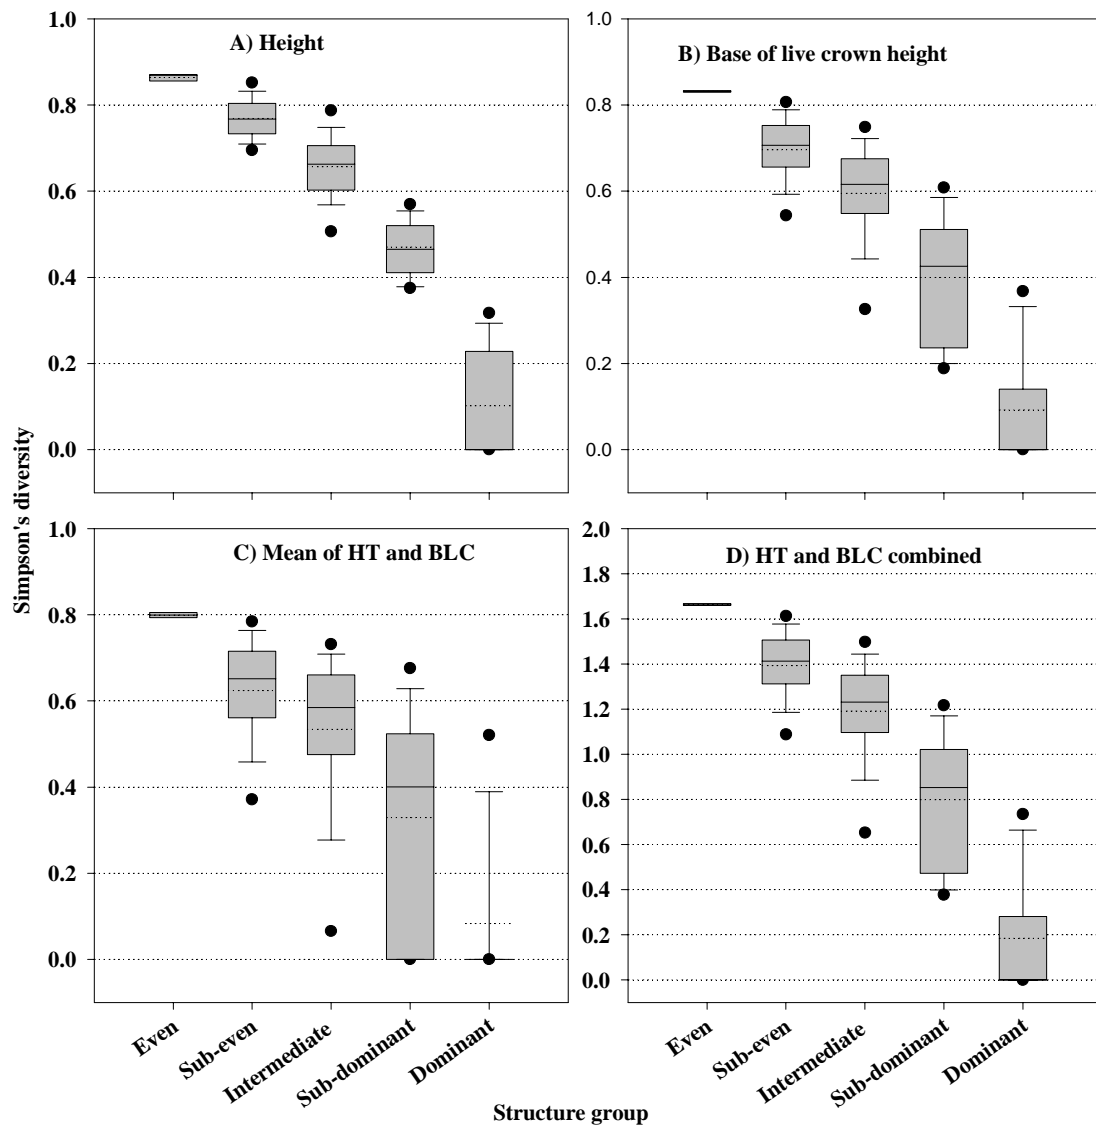 A) Height
1.0
0.8
0.6
0.4
0.2
0.0
B) Base of live crown height
1.0
0.8
0.6
0.4
0.2
0.0
Simpson's diversity
C) Mean of HT and BLC
1.0
0.8
0.6
0.4
0.2
0.0
Even
Sub-even
Intermediate
Sub-dominant
Dominant
D) HT and BLC combined
2.0
1.8
1.6
1.4
1.2
1.0
0.8
0.6
0.4
0.2
0.0
Even
Sub-even
Intermediate
Sub-dominant
Dominant
Structure group